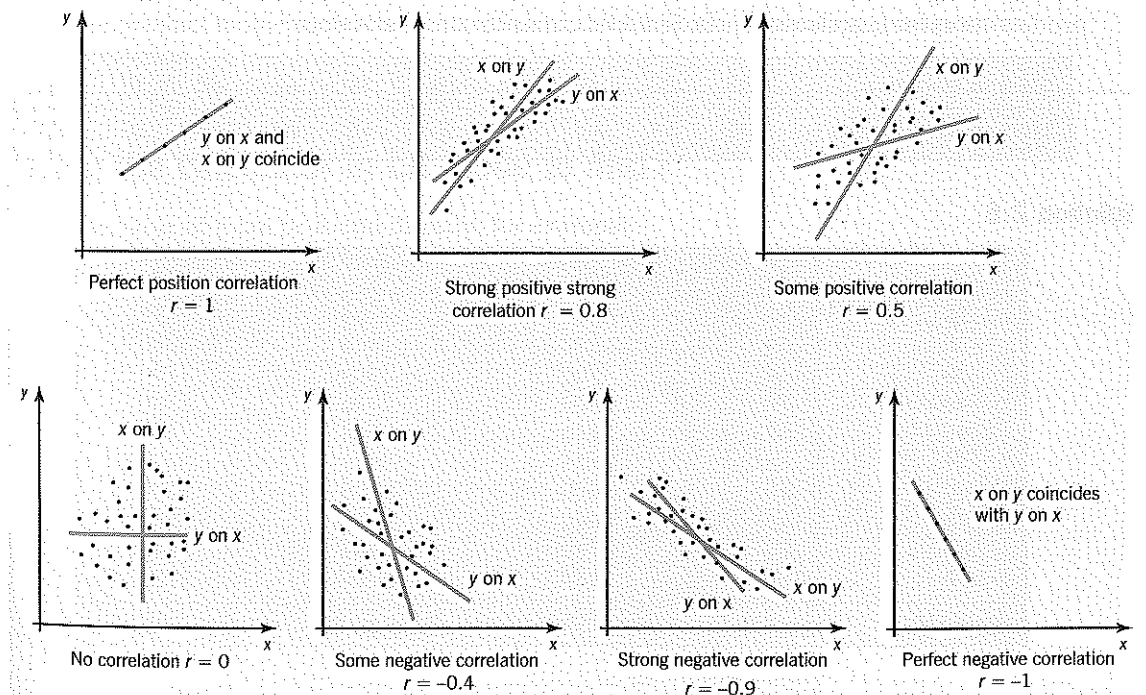 y
x on y
y on x
y on x and
x on y coincide
x
Perfect position correlation
r = 1
y
x on y
y on x
x
Strong positive strong
correlation r = 0.8
y
x on y
y on x
x
Some positive correlation
r = 0.5
y
x on y
y on x
x
No correlation r = 0
y
x on y
y on x
x
Some negative correlation
r = –0.4
y
y on x
x on y
x
Strong negative correlation
r = –0.9
y
x on y coincides
with y on x
x
Perfect negative correlation
r = –1